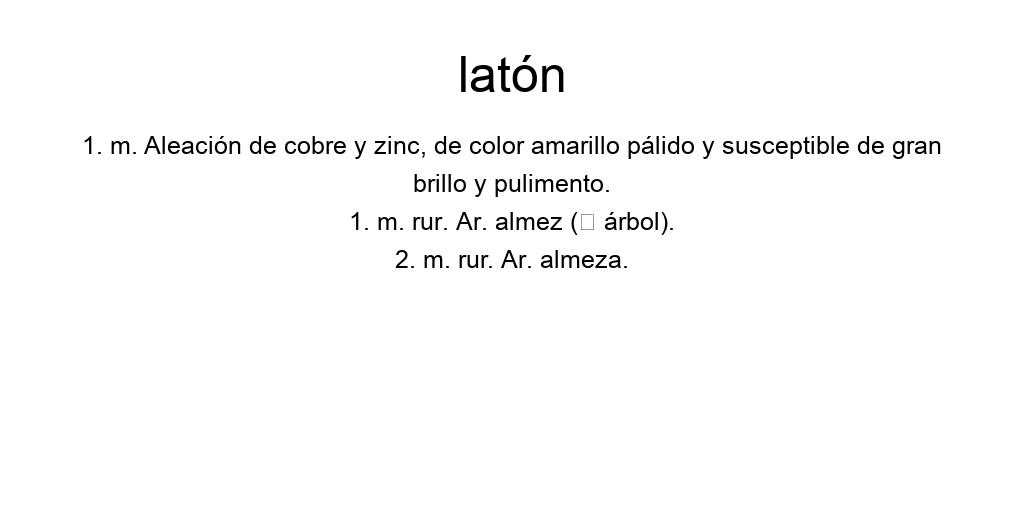 latón
1. m. Aleación de cobre y zinc, de color amarillo pálido y susceptible de gran
brillo y pulimento.
1. m. rur. Ar. almez (□ árbol).
2. m. rur. Ar. almeza.